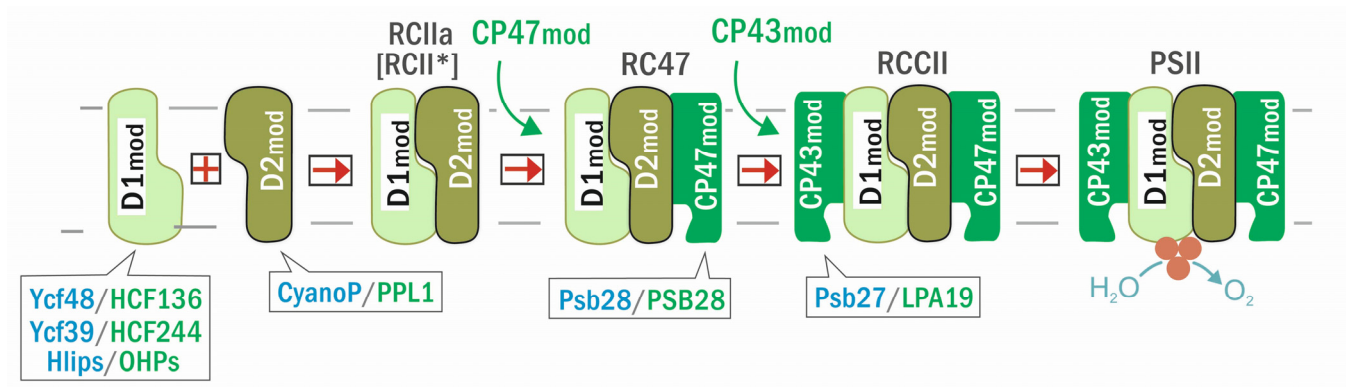 RCIIa
[RCII*]
CP47mod
CP43mod
RC47
RCCII
PSII
D1mod
D2mod
D1mod
D2mod
D1mod
D2mod
CP47mod
CP43mod
D1mod
D2mod
CP47mod
CP43mod
D1mod
D2mod
CP47mod
Ycf48/HCF136
Ycf39/HCF244
Hlips/OHPs
CyanoP/PPL1
Psb28/PSB28
Psb27/LPA19
H₂O
O₂